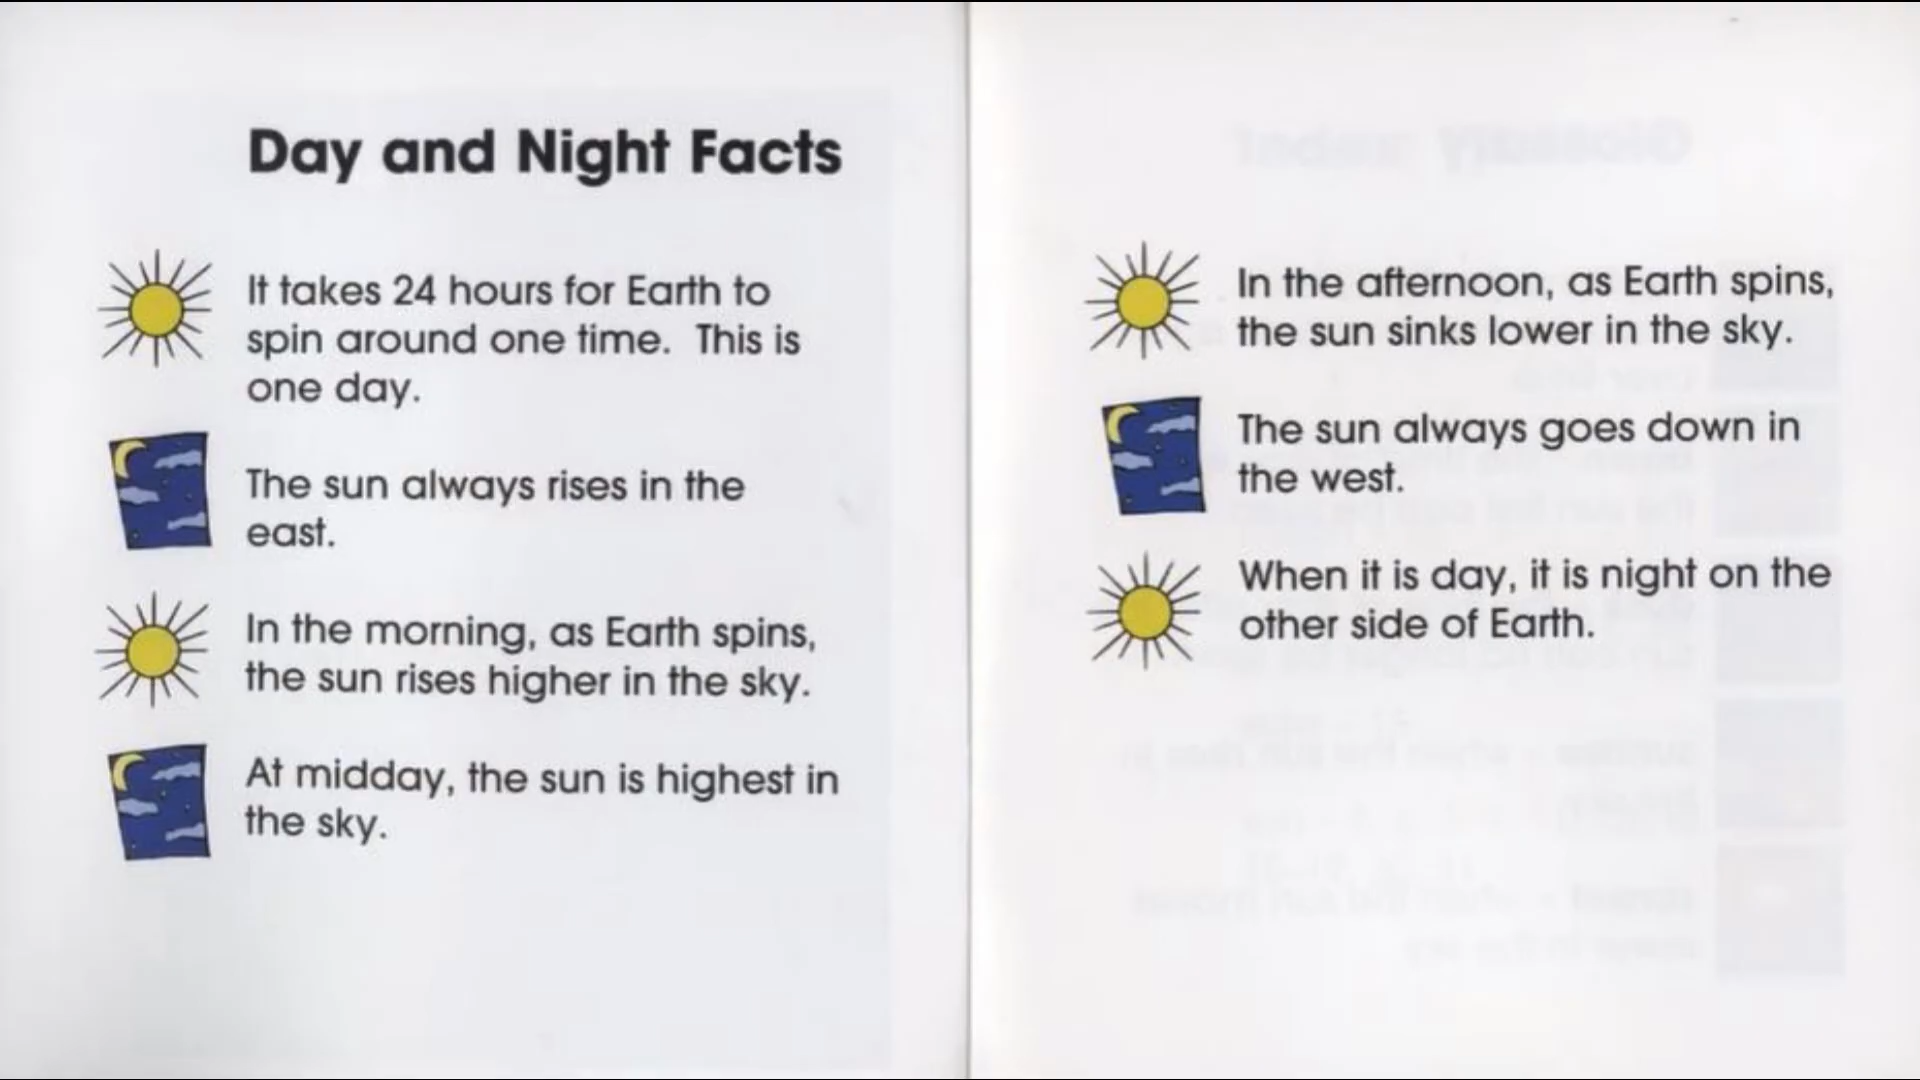 Day and Night Facts
It takes 24 hours for Earth to
spin around one time. This is
one day.
The sun always rises in the
east.
In the morning, as Earth spins,
the sun rises higher in the sky.
At midday, the sun is highest in
the sky.
In the afternoon, as Earth spins,
the sun sinks lower in the sky.
The sun always goes down in
the west.
When it is day, it is night on the
other side of Earth.